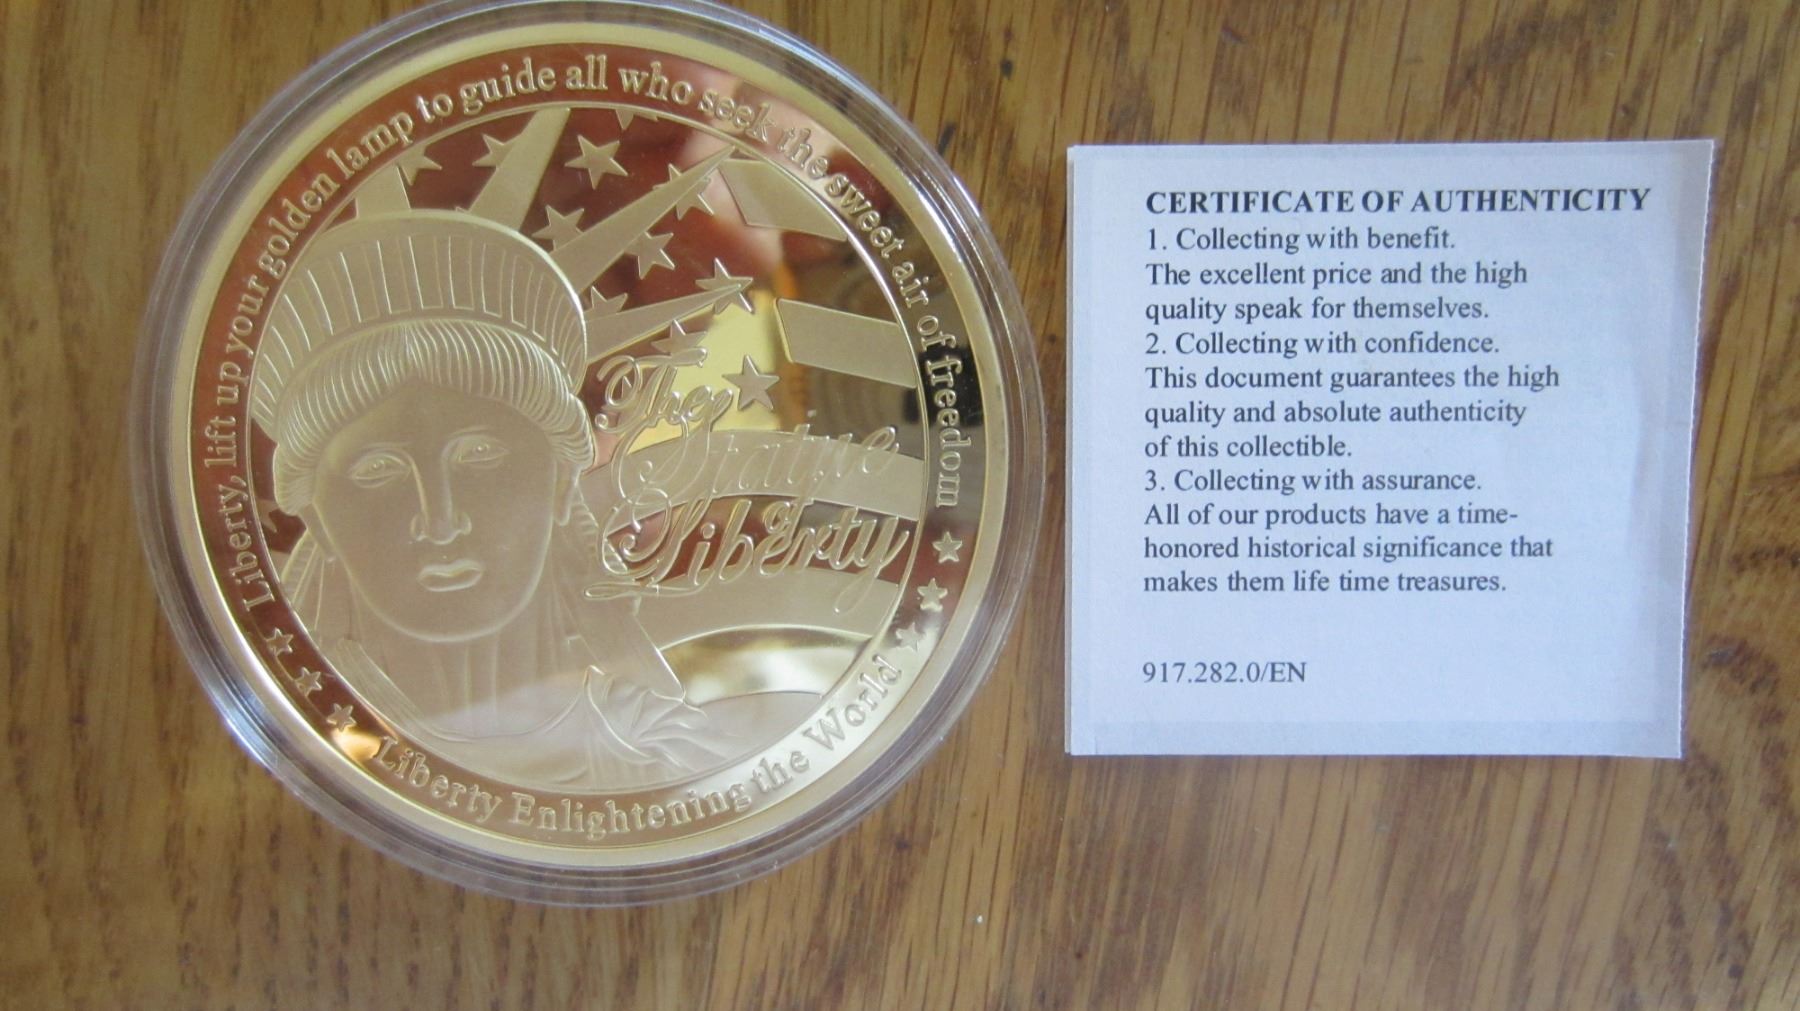 Liberty, lift up your golden lamp to guide all who seek the sweet air of freedom
The
Statue
of
Liberty
Liberty Enlightening the World
CERTIFICATE OF AUTHENTICITY
1. Collecting with benefit.
The excellent price and the high
quality speak for themselves.
2. Collecting with confidence.
This document guarantees the high
quality and absolute authenticity
of this collectible.
3. Collecting with assurance.
All of our products have a time-
honored historical significance that
makes them life time treasures.
917.282.0/EN